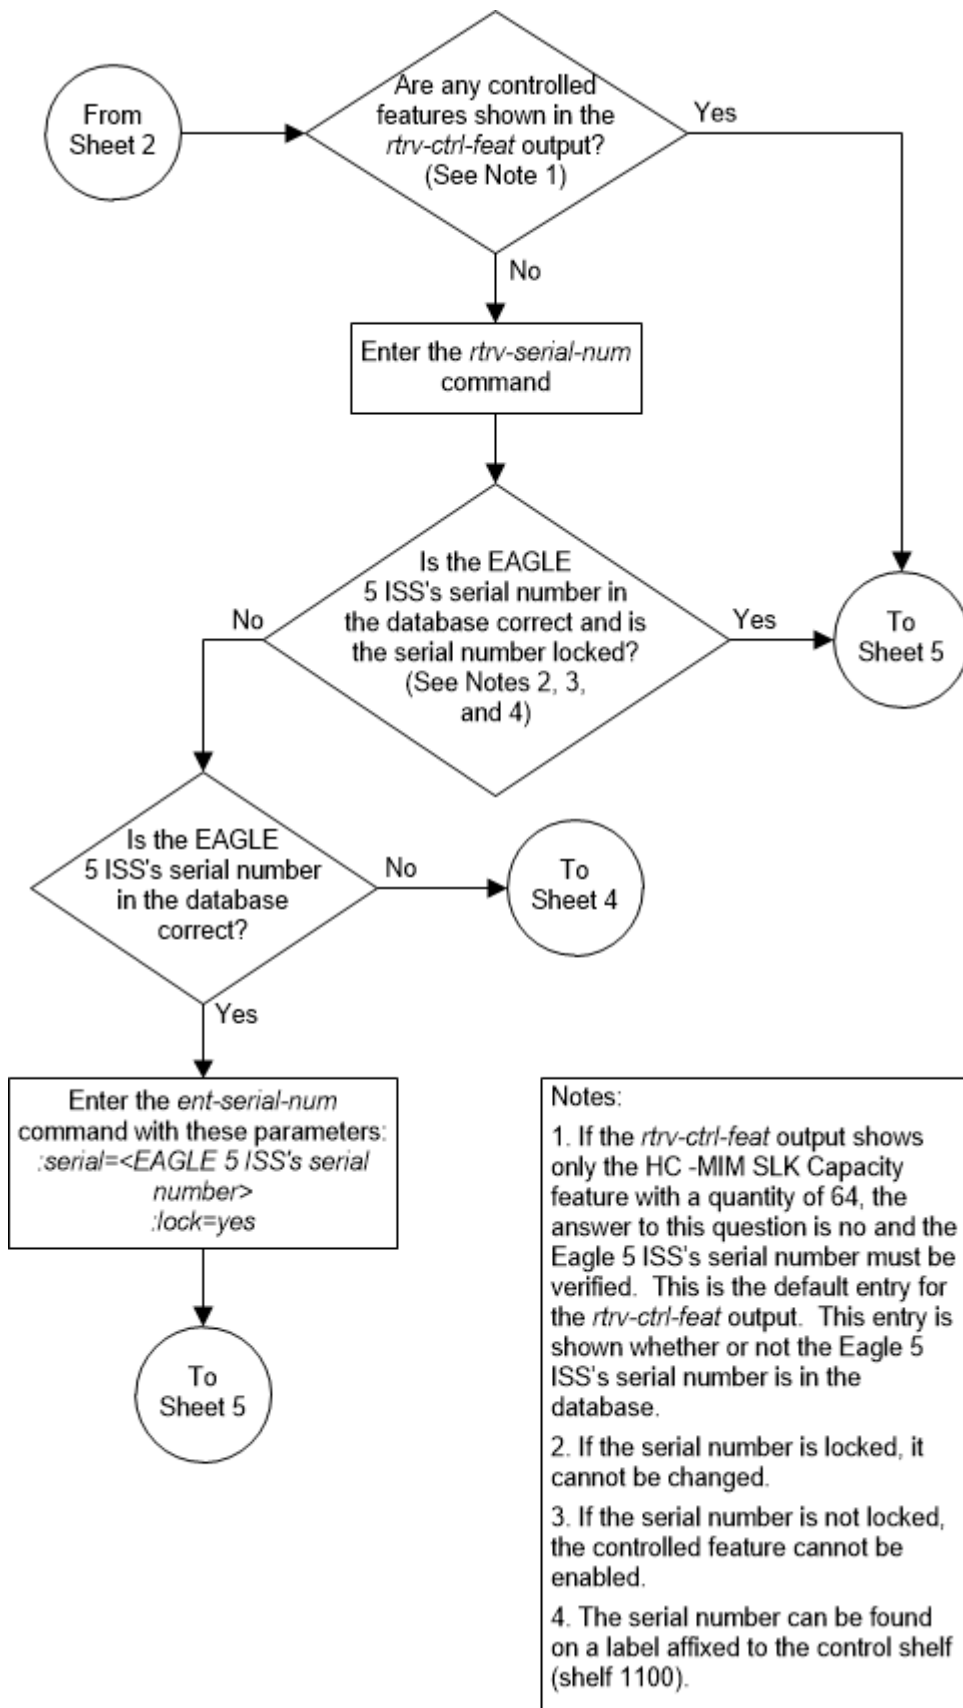 From
Sheet 2
Are any controlled
features shown in the
rtrv-ctrl-feat output?
(See Note 1)
Yes
No
Enter the rtrv-serial-num
command
Is the EAGLE
5 ISS's serial number in
the database correct and is
the serial number locked?
(See Notes 2, 3,
and 4)
No
Yes
To
Sheet 5
Is the EAGLE
5 ISS's serial number
in the database
correct?
No
To
Sheet 4
Yes
Enter the ent-serial-num
command with these parameters:
:serial=<EAGLE 5 ISS's serial
number>
:lock=yes
To
Sheet 5
Notes:
1. If the rtrv-ctrl-feat output shows
only the HC -MIM SLK Capacity
feature with a quantity of 64, the
answer to this question is no and the
Eagle 5 ISS's serial number must be
verified.  This is the default entry for
the rtrv-ctrl-feat output.  This entry is
shown whether or not the Eagle 5
ISS's serial number is in the
database.
2. If the serial number is locked, it
cannot be changed.
3. If the serial number is not locked,
the controlled feature cannot be
enabled.
4. The serial number can be found
on a label affixed to the control shelf
(shelf 1100).